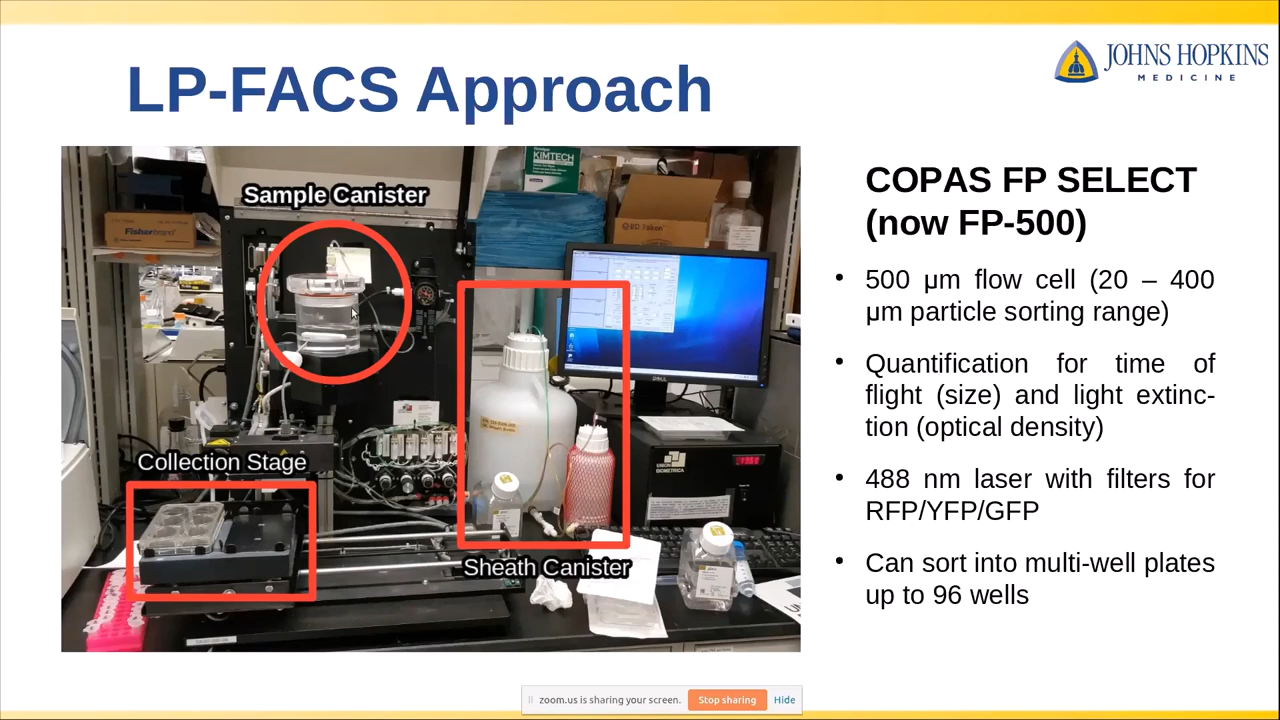 JOHNS HOPKINS
MEDICINE
LP-FACS Approach
KIMTECH
Sample Canister
Fisherbrand
COPAS FP SELECT
(now FP-500)
• 500 μm flow cell (20 – 400
μm particle sorting range)
• Quantification for time of
flight (size) and light extinc-
tion (optical density)
DELL
Collection Stage
UNION
BIOMETRICA
• 488 nm laser with filters for
RFP/YFP/GFP
Sheath Canister
• Can sort into multi-well plates
up to 96 wells
zoom.us is sharing your screen.
Stop sharing
Hide